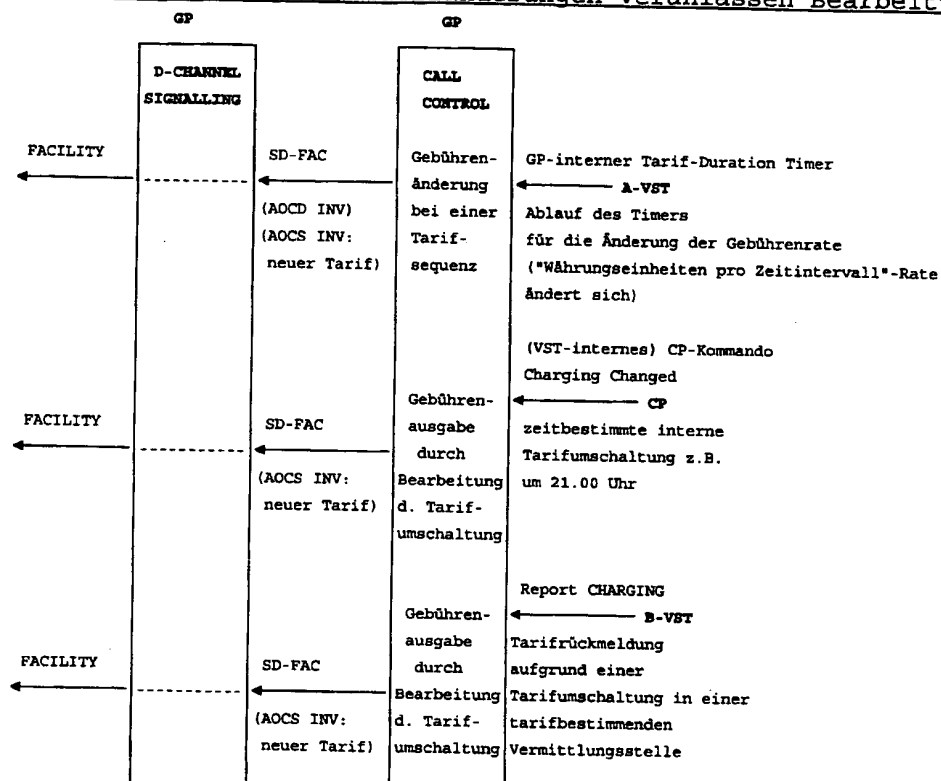 veranlassen Bearbeit
GP GP
D-CHANNEL
SIGNALLING
CALL
CONTROL
FACILITY
SD-FAC
(AOCD INV)
(AOCS INV:
neuer Tarif)
Gebühren-
änderung
bei einer
Tarif-
sequenz
GP-interner Tarif-Duration Timer
A-VST
Ablauf des Timers
für die Änderung der Gebührenrate
("Währungseinheiten pro Zeitintervall"-Rate
ändert sich)
(VST-internes) CP-Kommando
Charging Changed
CP
FACILITY
SD-FAC
(AOCS INV:
neuer Tarif)
Gebühren-
ausgabe
durch
Bearbeitung
d. Tarif-
umschaltung
zeitbestimmte interne
Tarifumschaltung z.B.
um 21.00 Uhr
Report CHARGING
B-VST
FACILITY
SD-FAC
(AOCS INV:
neuer Tarif)
Gebühren-
ausgabe
durch
Bearbeitung
d. Tarif-
umschaltung
Tarifrückmeldung
aufgrund einer
Tarifumschaltung in einer
tarifbestimmenden
Vermittlungsstelle